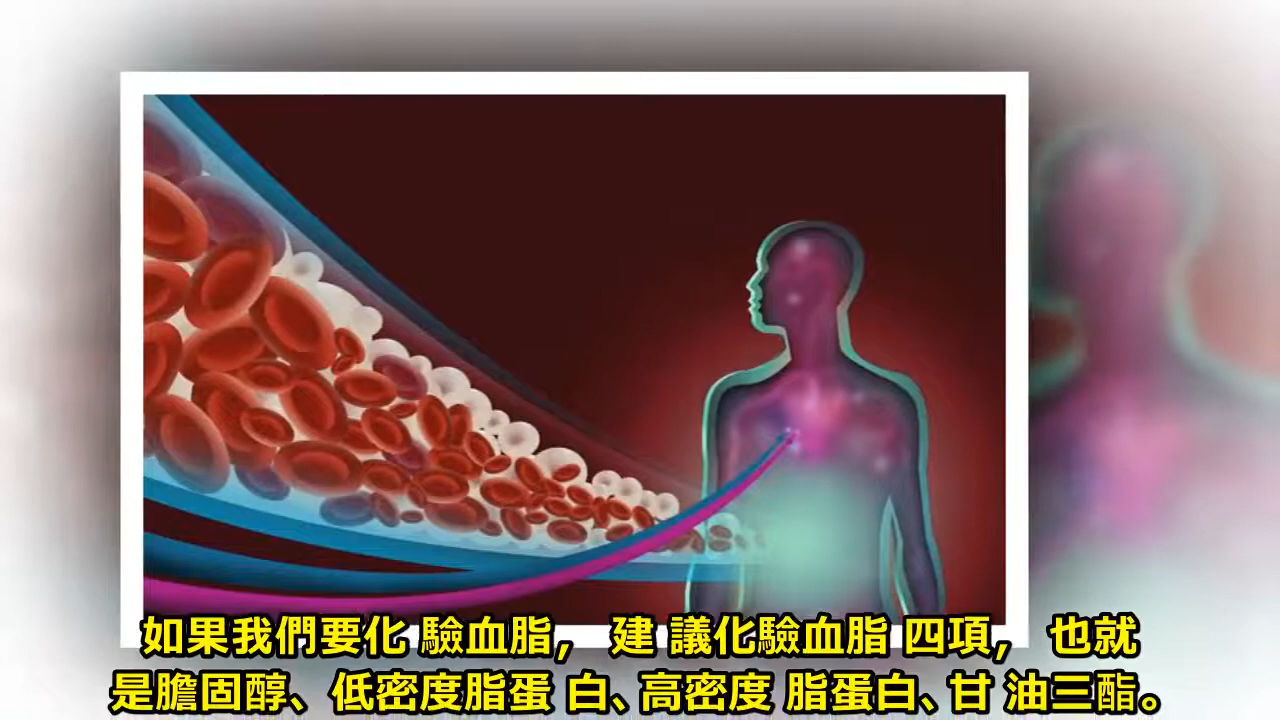 如果我們要化 驗血脂， 建 議化驗血脂 四項， 也就
是膽固醇、低密度脂蛋 白、高密度 脂蛋白、甘 油三酯。